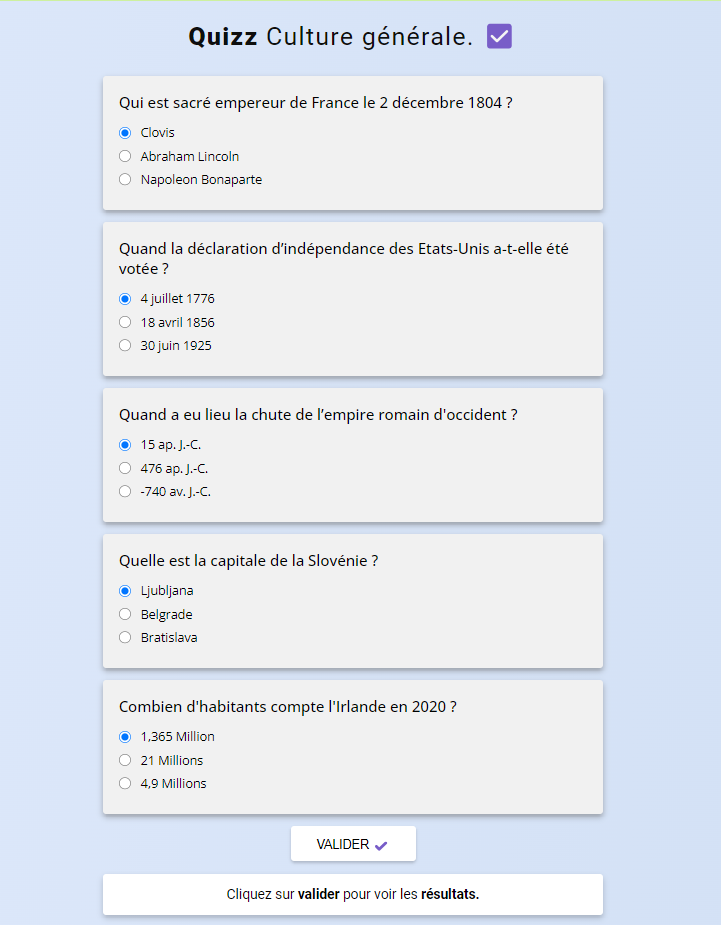 Quizz Culture générale.
Qui est sacré empereur de France le 2 décembre 1804 ?
Clovis
Abraham Lincoln
Napoleon Bonaparte
Quand la déclaration d’indépendance des Etats-Unis a-t-elle été
votée ?
4 juillet 1776
18 avril 1856
30 juin 1925
Quand a eu lieu la chute de l’empire romain d'occident ?
15 ap. J.-C.
476 ap. J.-C.
-740 av. J.-C.
Quelle est la capitale de la Slovénie ?
Ljubljana
Belgrade
Bratislava
Combien d'habitants compte l'Irlande en 2020 ?
1,365 Million
21 Millions
4,9 Millions
VALIDER
Cliquez sur valider pour voir les résultats.